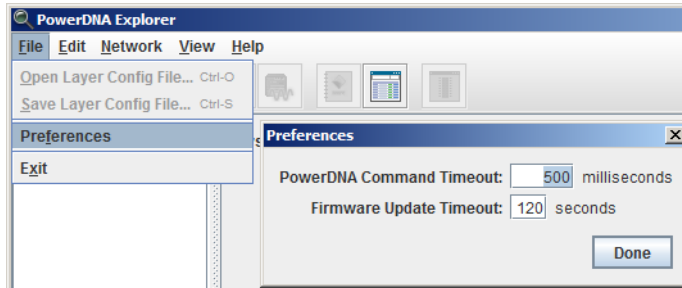 PowerDNA Explorer
File Edit Network View Help
Open Layer Config File... Ctrl-O
Save Layer Config File... Ctrl-S
Preferences
Exit
Preferences
PowerDNA Command Timeout: 500 milliseconds
Firmware Update Timeout: 120 seconds
Done